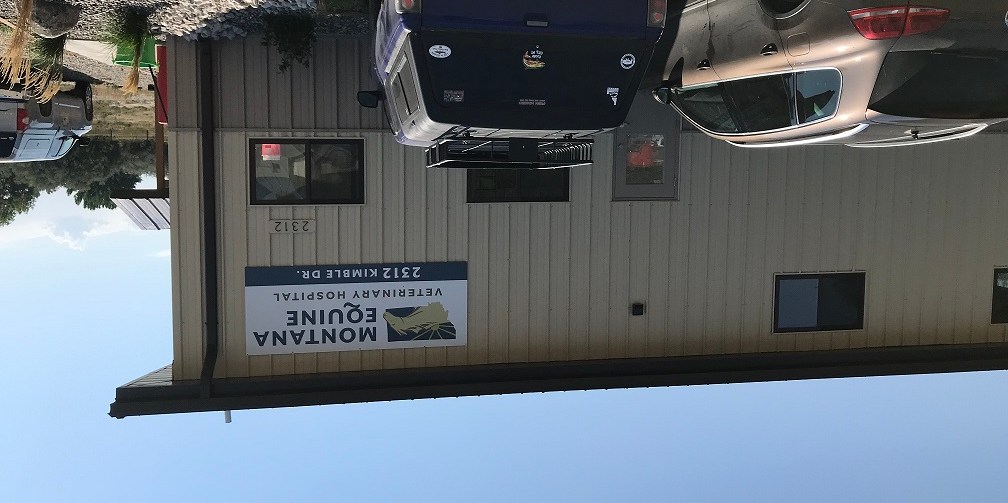 MONTANA
EQUINE
VETERINARY HOSPITAL
2312 KIMBLE DR.
2312